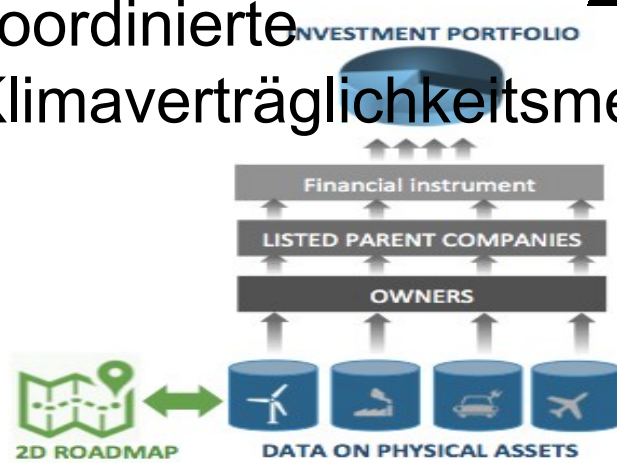 oordinierte
INVESTMENT PORTFOLIO
Klimaverträglichkeitsme
Financial instrument
LISTED PARENT COMPANIES
OWNERS
2D ROADMAP
DATA ON PHYSICAL ASSETS